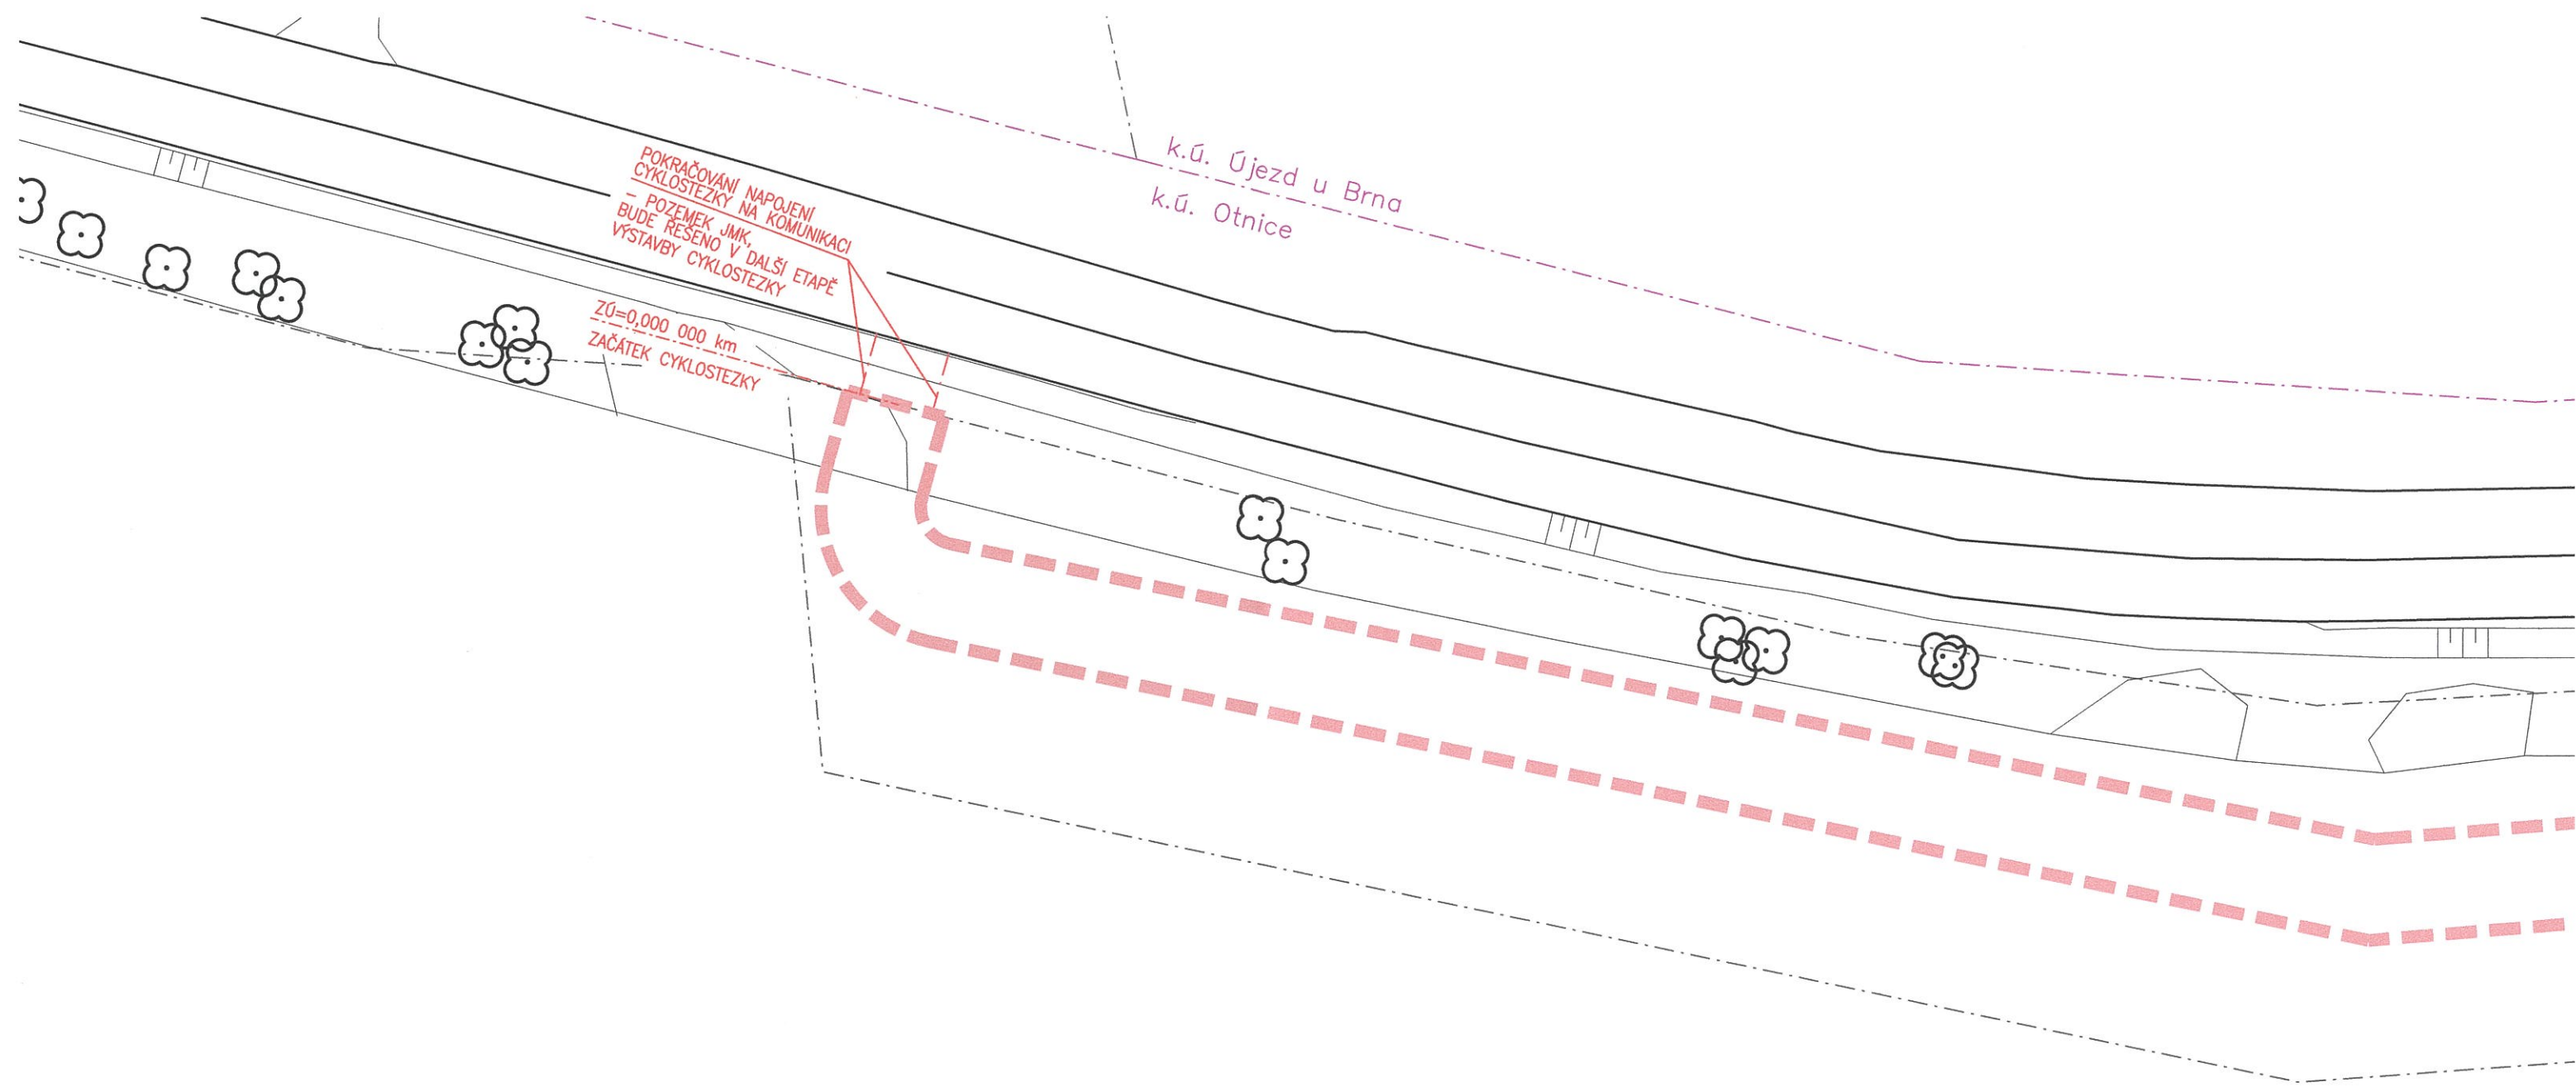 k.ú. Újezd u Brna
k.ú. Otnice
POKRAČOVÁNÍ NAPOJENÍ
CYKLOSTEZKY NA KOMUNIKACI
– POZEMEK JMK,
BUDE ŘEŠENO V DALŠÍ ETAPĚ
VÝSTAVBY CYKLOSTEZKY
ZÚ=0,000 000 km
ZAČÁTEK CYKLOSTEZKY